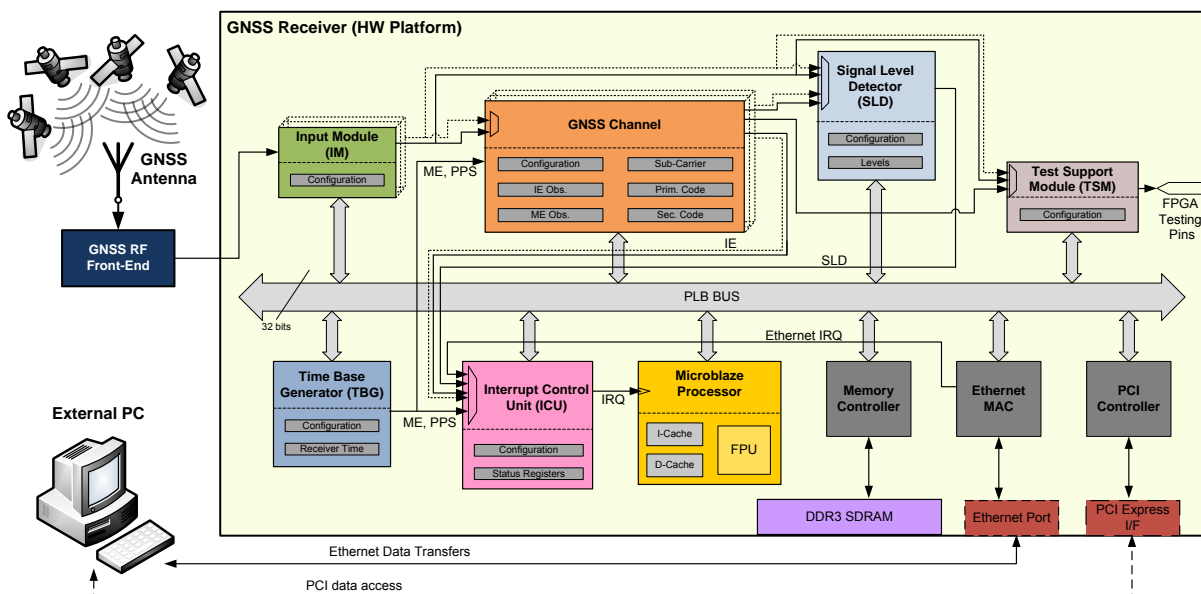 GNSS Receiver (HW Platform)
GNSS
Antenna
GNSS RF
Front-End
Input Module
(IM)
Configuration
ME, PPS
GNSS Channel
Configuration
Sub-Carrier
IE Obs.
Prim. Code
ME Obs.
Sec. Code
IE
Signal Level
Detector
(SLD)
Configuration
Levels
SLD
Test Support
Module (TSM)
Configuration
FPGA
Testing
Pins
PLB BUS
32 bits
Ethernet IRQ
Time Base
Generator (TBG)
Configuration
Receiver Time
ME, PPS
Interrupt Control
Unit (ICU)
Configuration
Status Registers
IRQ
Microblaze
Processor
I-Cache
D-Cache
FPU
Memory
Controller
Ethernet
MAC
PCI
Controller
DDR3 SDRAM
Ethernet Port
PCI Express
I/F
External PC
Ethernet Data Transfers
PCI data access